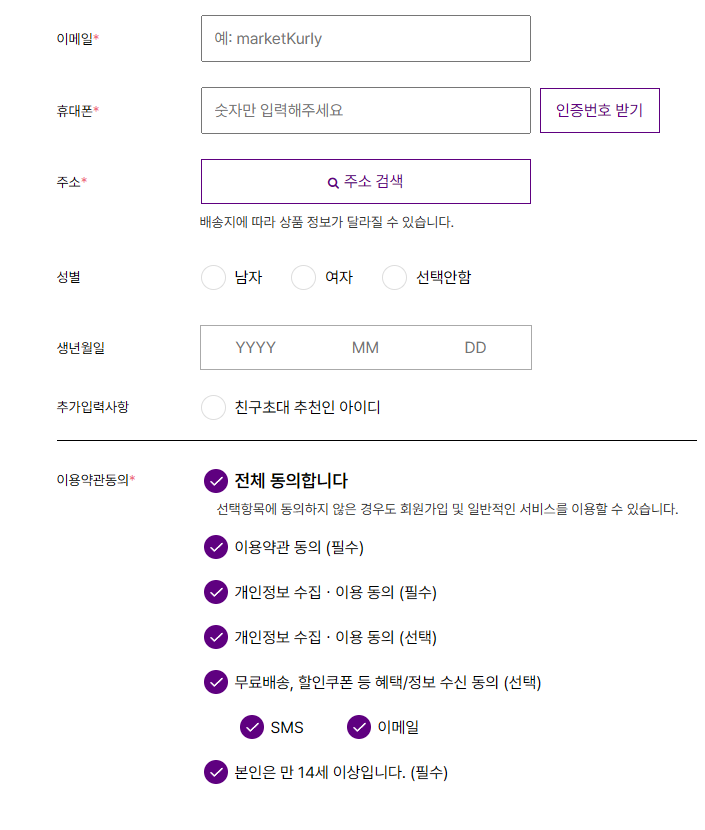 이메일*
예: marketKurly
휴대폰*
숫자만 입력해주세요
인증번호 받기
주소*
주소 검색
배송지에 따라 상품 정보가 달라질 수 있습니다.
성별
남자 여자 선택안함
생년월일
YYYY MM DD
추가입력사항
친구초대 추천인 아이디
이용약관동의*
전체 동의합니다
선택항목에 동의하지 않은 경우도 회원가입 및 일반적인 서비스를 이용할 수 있습니다.
이용약관 동의 (필수)
개인정보 수집 · 이용 동의 (필수)
개인정보 수집 · 이용 동의 (선택)
무료배송, 할인쿠폰 등 혜택/정보 수신 동의 (선택)
SMS 이메일
본인은 만 14세 이상입니다. (필수)